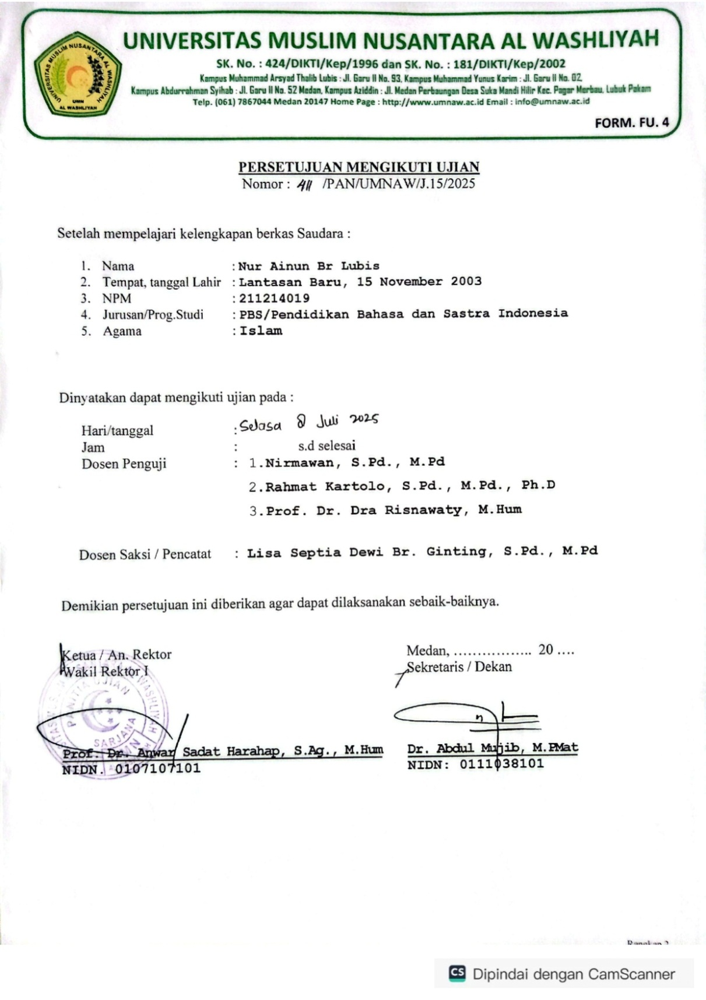 UNIVERSITAS MUSLIM NUSANTARA AL WASHLIYAH
UMN
AL WASHLIYAH
UNIVERSITAS MUSLIM NUSANTARA AL WASHLIYAH
SK. No. : 424/DIKTI/Kep/1996 dan SK. No. : 181/DIKTI/Kep/2002
Kampus Muhammad Arsyad Thalib Lubis : Jl. Garu II No. 93, Kampus Muhammad Yunus Karim : Jl. Garu II No. 02,
Kampus Abdurrahman Syihab : Jl. Garu II No. 52 Medan, Kampus Aziddin : Jl. Medan Perbaungan Desa Suka Mandi Hilir Kec. Pagar Merbau, Lubuk Pakam
Telp. (061) 7867044 Medan 20147 Home Page : http://www.umnaw.ac.id Email : info@umnaw.ac.id
FORM. FU. 4
PERSETUJUAN MENGIKUTI UJIAN
Nomor : 411 /PAN/UMNAW/J.15/2025
Setelah mempelajari kelengkapan berkas Saudara :
1. Nama : Nur Ainun Br Lubis
2. Tempat, tanggal Lahir : Lantasan Baru, 15 November 2003
3. NPM : 211214019
4. Jurusan/Prog.Studi : PBS/Pendidikan Bahasa dan Sastra Indonesia
5. Agama : Islam
Dinyatakan dapat mengikuti ujian pada :
Hari/tanggal : Selasa 8 Juli 2025
Jam : s.d selesai
Dosen Penguji : 1.Nirmawan, S.Pd., M.Pd
2.Rahmat Kartolo, S.Pd., M.Pd., Ph.D
3.Prof. Dr. Dra Risnawaty, M.Hum
Dosen Saksi / Pencatat : Lisa Septia Dewi Br. Ginting, S.Pd., M.Pd
Demikian persetujuan ini diberikan agar dapat dilaksanakan sebaik-baiknya.
Medan, .................. 20 ....
Ketua / An. Rektor
Wakil Rektor I
Sekretaris / Dekan
PANITIA UJIAN
SARJANA
Prof. Dr. Anwar Sadat Harahap, S.Ag., M.Hum
NIDN. 0107107101
Dr. Abdul Mujib, M.PMat
NIDN: 0111038101
CS Dipindai dengan CamScanner